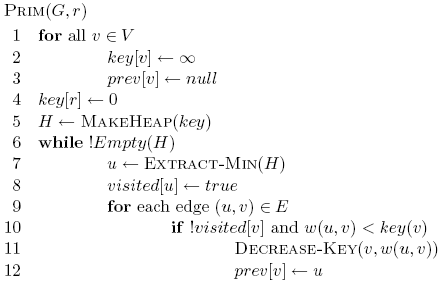 PRIM(G, r)
1 for all v ∈ V
2 key[v] ← ∞
3 prev[v] ← null
4 key[r] ← 0
5 H ← MAKEHEAP(key)
6 while !Empty(H)
7 u ← EXTRACT-MIN(H)
8 visited[u] ← true
9 for each edge (u, v) ∈ E
10 if !visited[v] and w(u, v) < key(v)
11 DECREASE-KEY(v, w(u, v))
12 prev[v] ← u